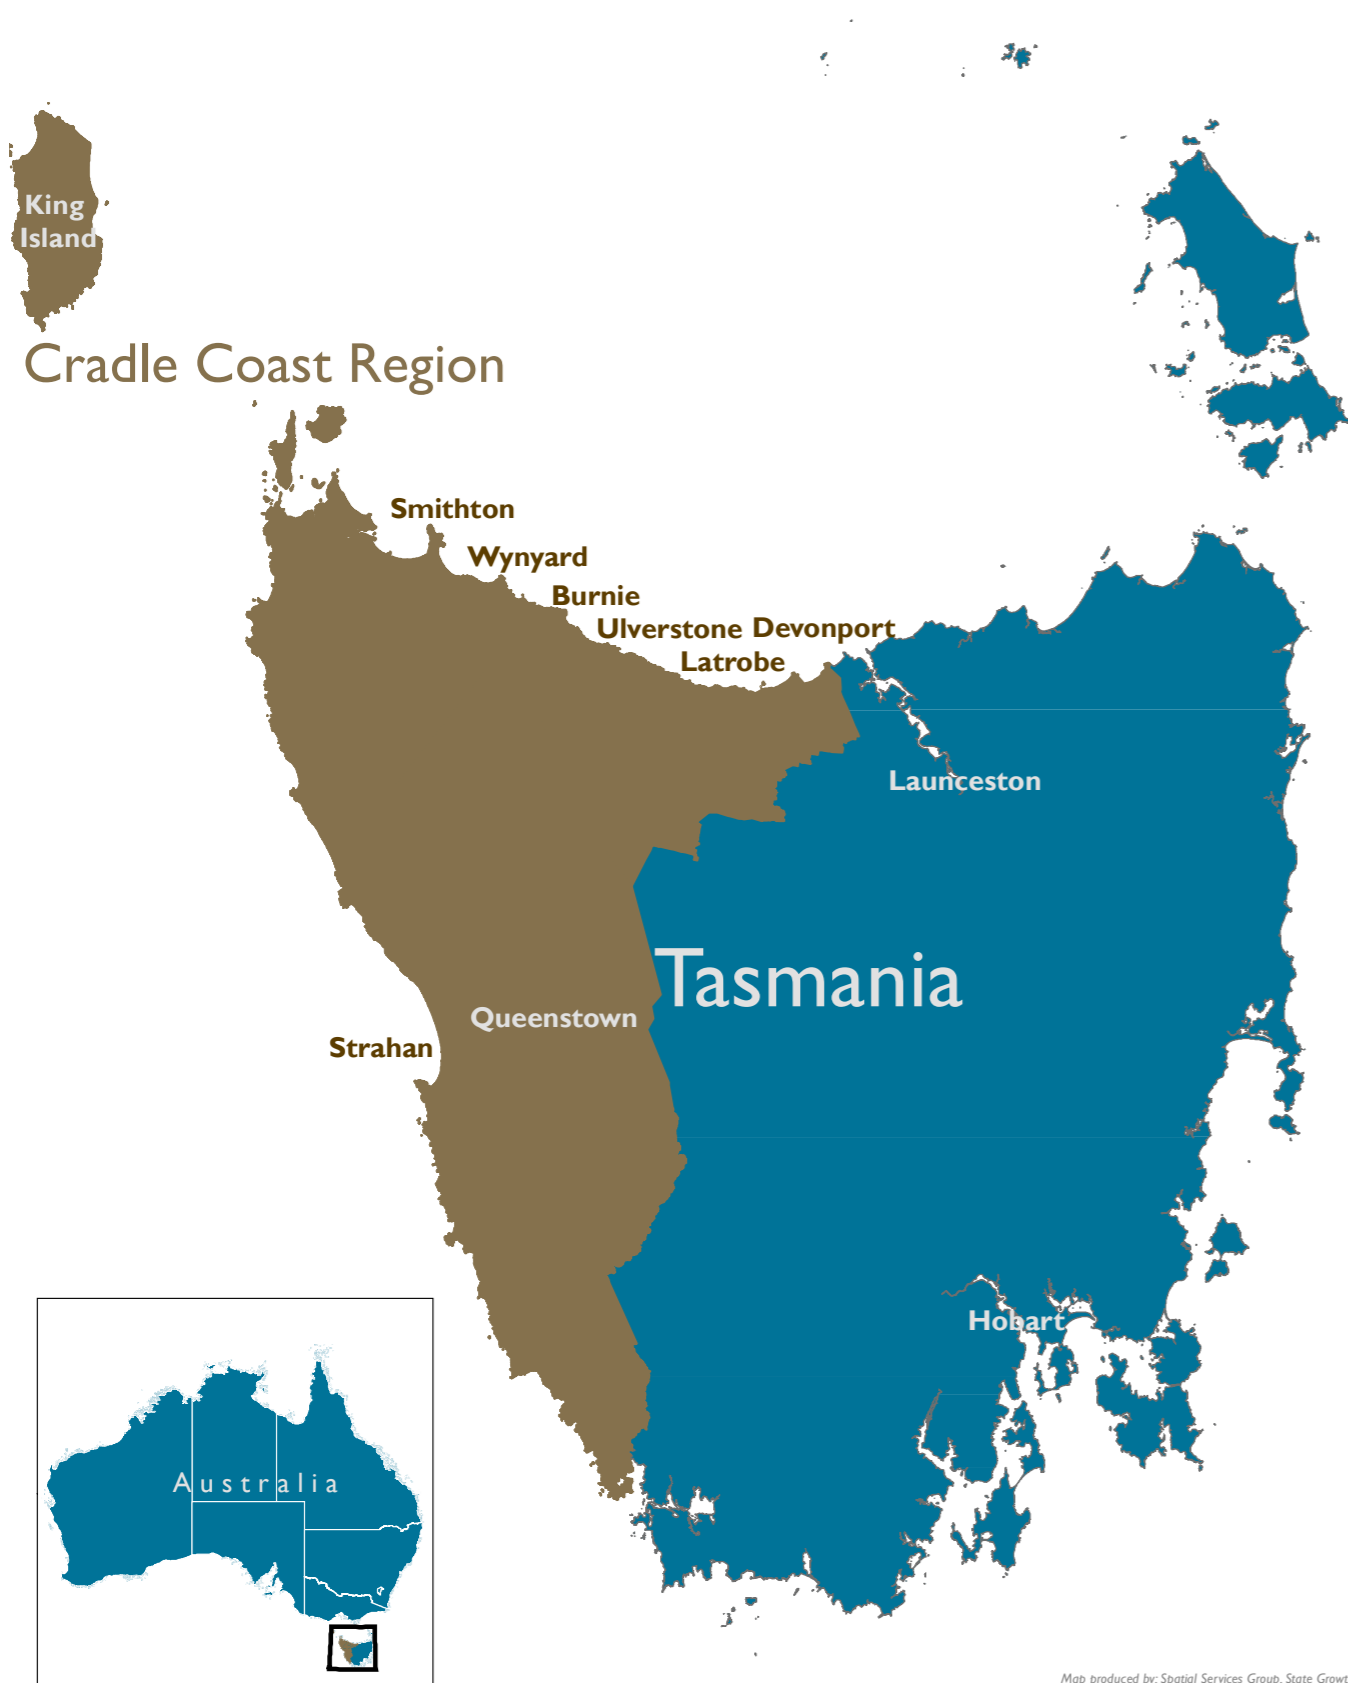 King
Island
Cradle Coast Region
Smithton
Wynyard
Burnie
Ulverstone Devonport
Latrobe
Launceston
Tasmania
Queenstown
Strahan
Hobart
Australia
Map produced by: Spatial Services Group, State Growt